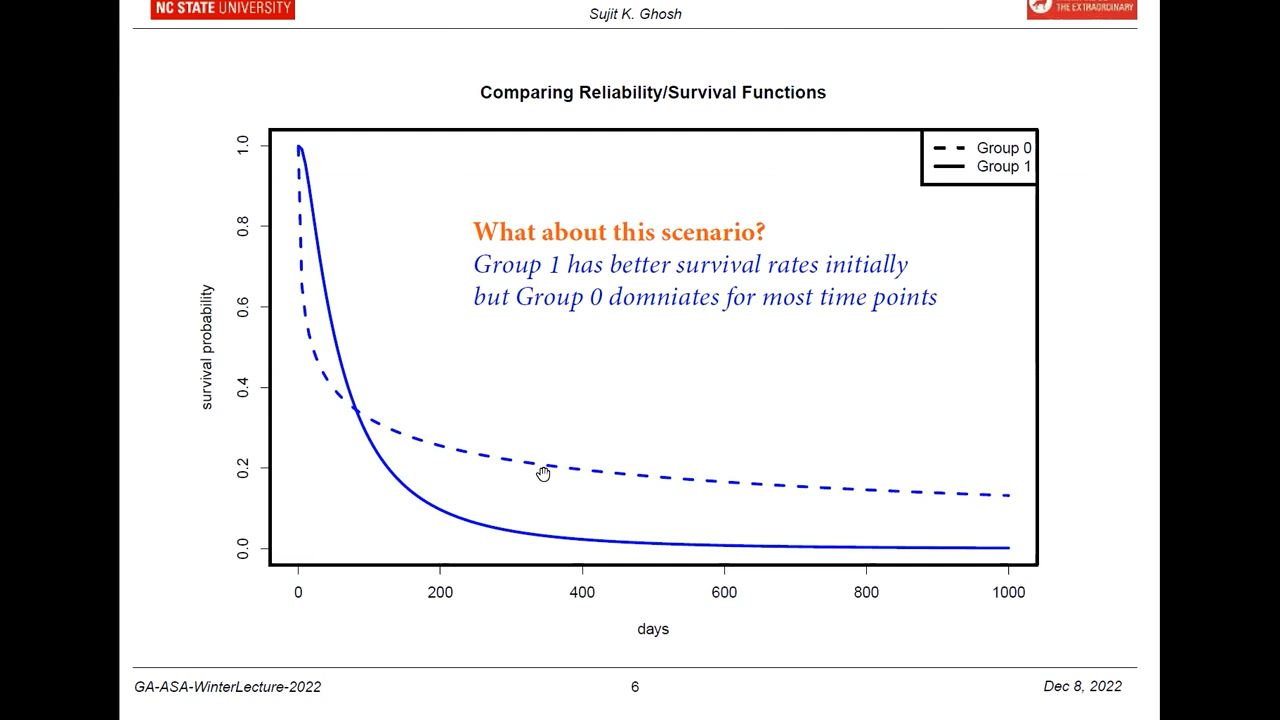 NC STATE UNIVERSITY
Sujit K. Ghosh
THE EXTRAORDINARY
Comparing Reliability/Survival Functions
Group 0
Group 1
What about this scenario?
Group 1 has better survival rates initially
but Group 0 domniates for most time points
survival probability
1.0
0.8
0.6
0.4
0.2
0.0
0
200
400
600
800
1000
days
GA-ASA-WinterLecture-2022
6
Dec 8, 2022